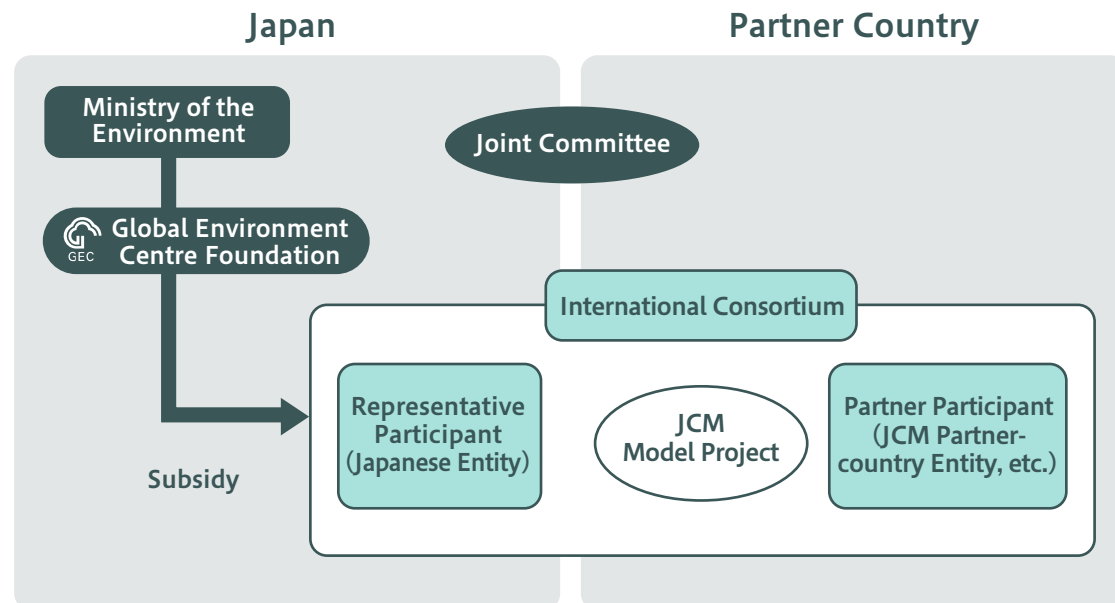 Japan
Partner Country
Ministry of the
Environment
Joint Committee
GEC
Global Environment
Centre Foundation
International Consortium
Representative
Participant
(Japanese Entity)
JCM
Model Project
Partner Participant
(JCM Partner-
country Entity, etc.)
Subsidy